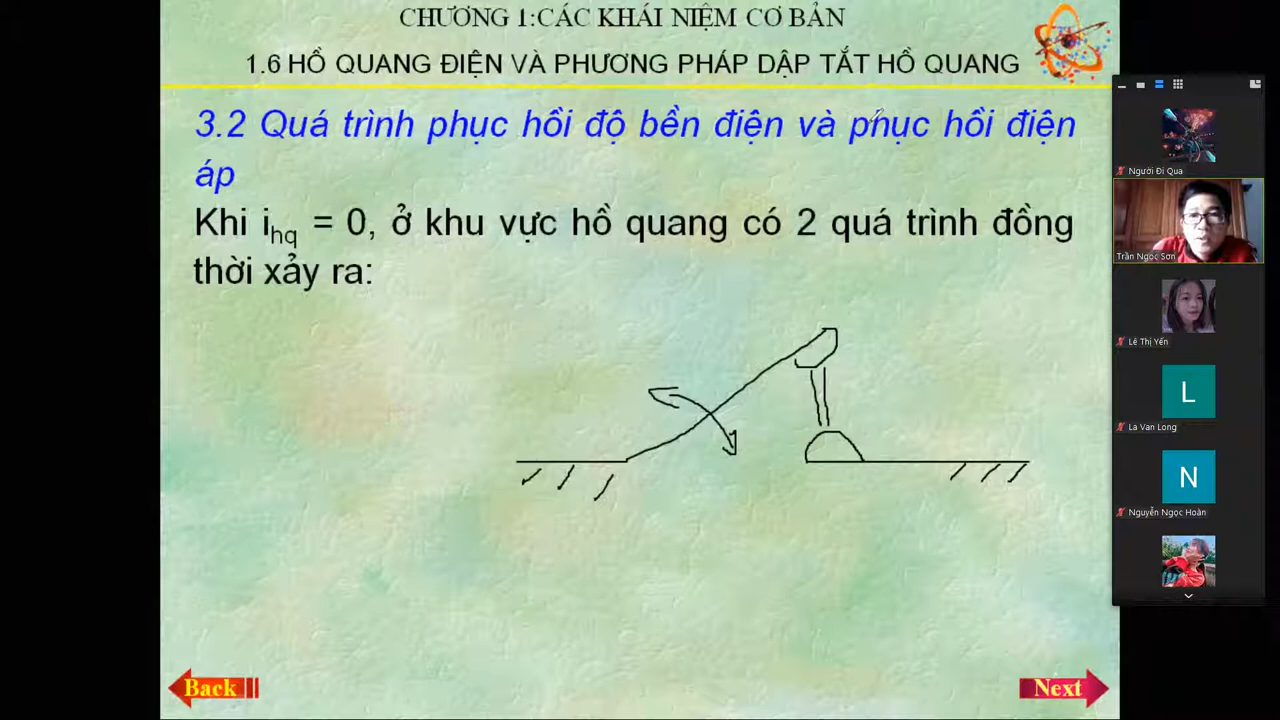 CHƯƠNG 1:CÁC KHÁI NIỆM CƠ BẢN
1.6 HỒ QUANG ĐIỆN VÀ PHƯƠNG PHÁP DẬP TẮT HỒ QUANG
3.2 Quá trình phục hồi độ bền điện và phục hồi điện
áp
Khi ihq = 0, ở khu vực hồ quang có 2 quá trình đồng
thời xảy ra:
Back
Next
Người Đi Qua
Trần Ngọc Sơn
Lê Thị Yến
L
La Van Long
N
Nguyễn Ngọc Hoàn